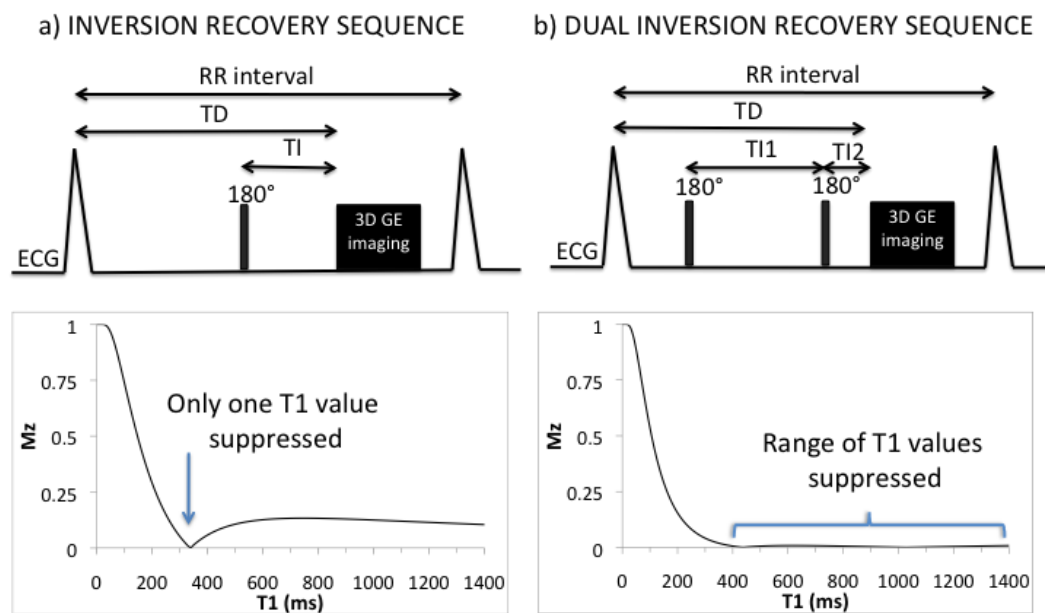 a) INVERSION RECOVERY SEQUENCE
RR interval
TD
TI
180°
3D GE
imaging
ECG
1
0.75
0.5
0.25
0
Mz
Only one T1 value
suppressed
0 200 400 600 800 1000 1200 1400
T1 (ms)
b) DUAL INVERSION RECOVERY SEQUENCE
RR interval
TD
TI1
TI2
180°
180°
3D GE
imaging
ECG
1
0.75
0.5
0.25
0
Mz
Range of T1 values
suppressed
0 200 400 600 800 1000 1200 1400
T1 (ms)